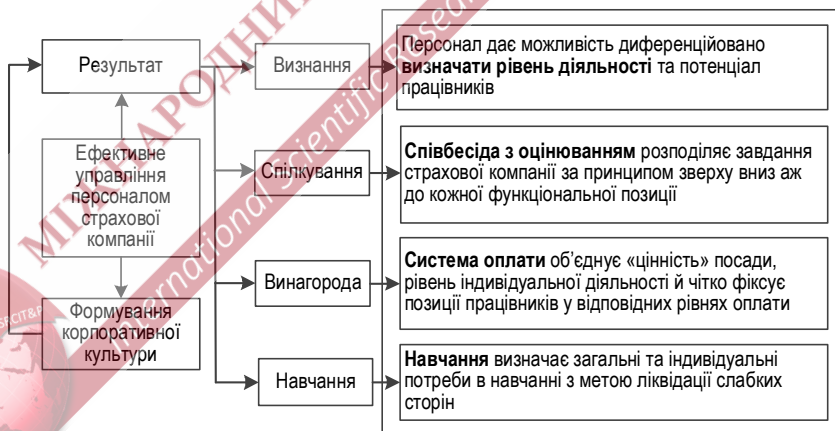 Результат
Ефективне
управління
персоналом
страхової
компанії
Формування
корпоративної
культури
Визнання
Персонал дає можливість диференційовано
визначати рівень діяльності та потенціал
працівників
Спілкування
Співбесіда з оцінюванням розподіляє завдання
страхової компанії за принципом зверху вниз аж
до кожної функціональної позиції
Винагорода
Система оплати об’єднує «цінність» посади,
рівень індивідуальної діяльності й чітко фіксує
позиції працівників у відповідних рівнях оплати
Навчання
Навчання визначає загальні та індивідуальні
потреби в навчанні з метою ліквідації слабких
сторін
International Scientific